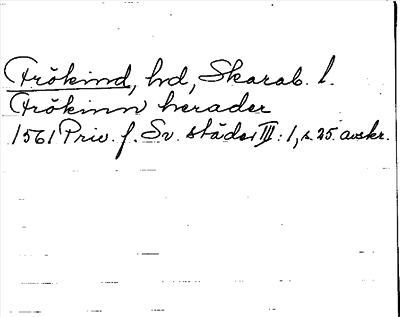 Frökind, hd, Skarab. l.
Frökinn herader
1561 Priv. f. Sv. städer III: 1, s. 25. avskr.